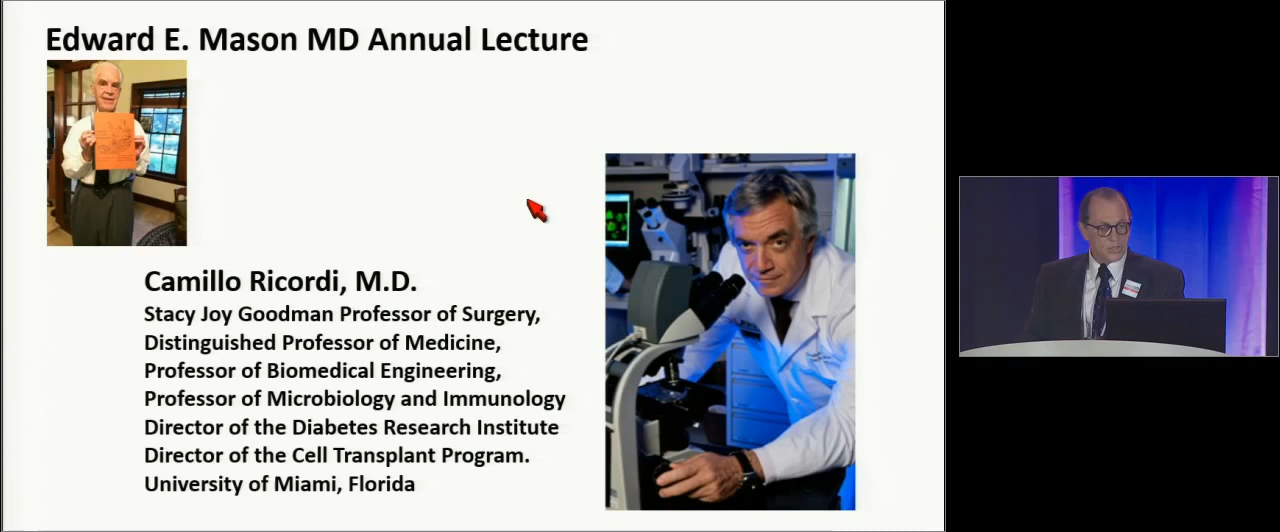 Edward E. Mason MD Annual Lecture
Camillo Ricordi, M.D.
Stacy Joy Goodman Professor of Surgery,
Distinguished Professor of Medicine,
Professor of Biomedical Engineering,
Professor of Microbiology and Immunology
Director of the Diabetes Research Institute
Director of the Cell Transplant Program.
University of Miami, Florida